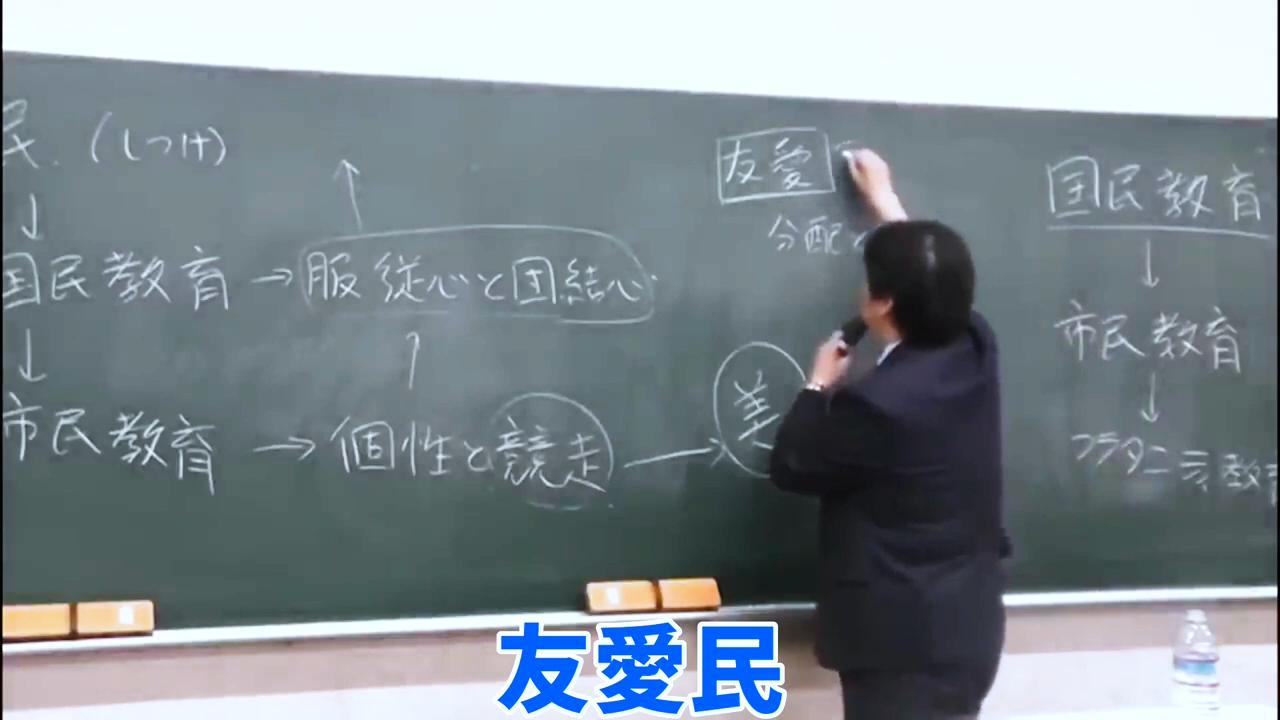 民.(しつけ)
↓
国民教育→服従心と団結心
↓
市民教育→個性と競走→美
友愛
分配
国民教育
↓
市民教育
↓
フラタニティ教育
友愛民